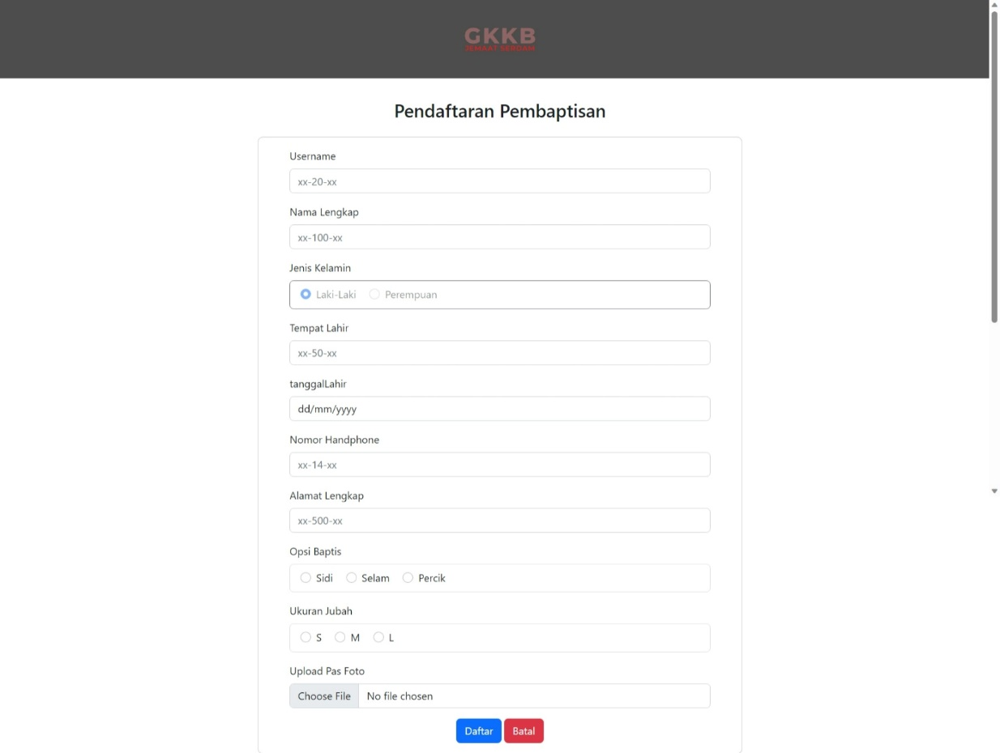 GKKB
JEMAAT SERDAM
Pendaftaran Pembaptisan
Username
xx-20-xx
Nama Lengkap
xx-100-xx
Jenis Kelamin
Laki-Laki Perempuan
Tempat Lahir
xx-50-xx
tanggalLahir
dd/mm/yyyy
Nomor Handphone
xx-14-xx
Alamat Lengkap
xx-500-xx
Opsi Baptis
Sidi Selam Percik
Ukuran Jubah
S M L
Upload Pas Foto
Choose File No file chosen
Daftar Batal